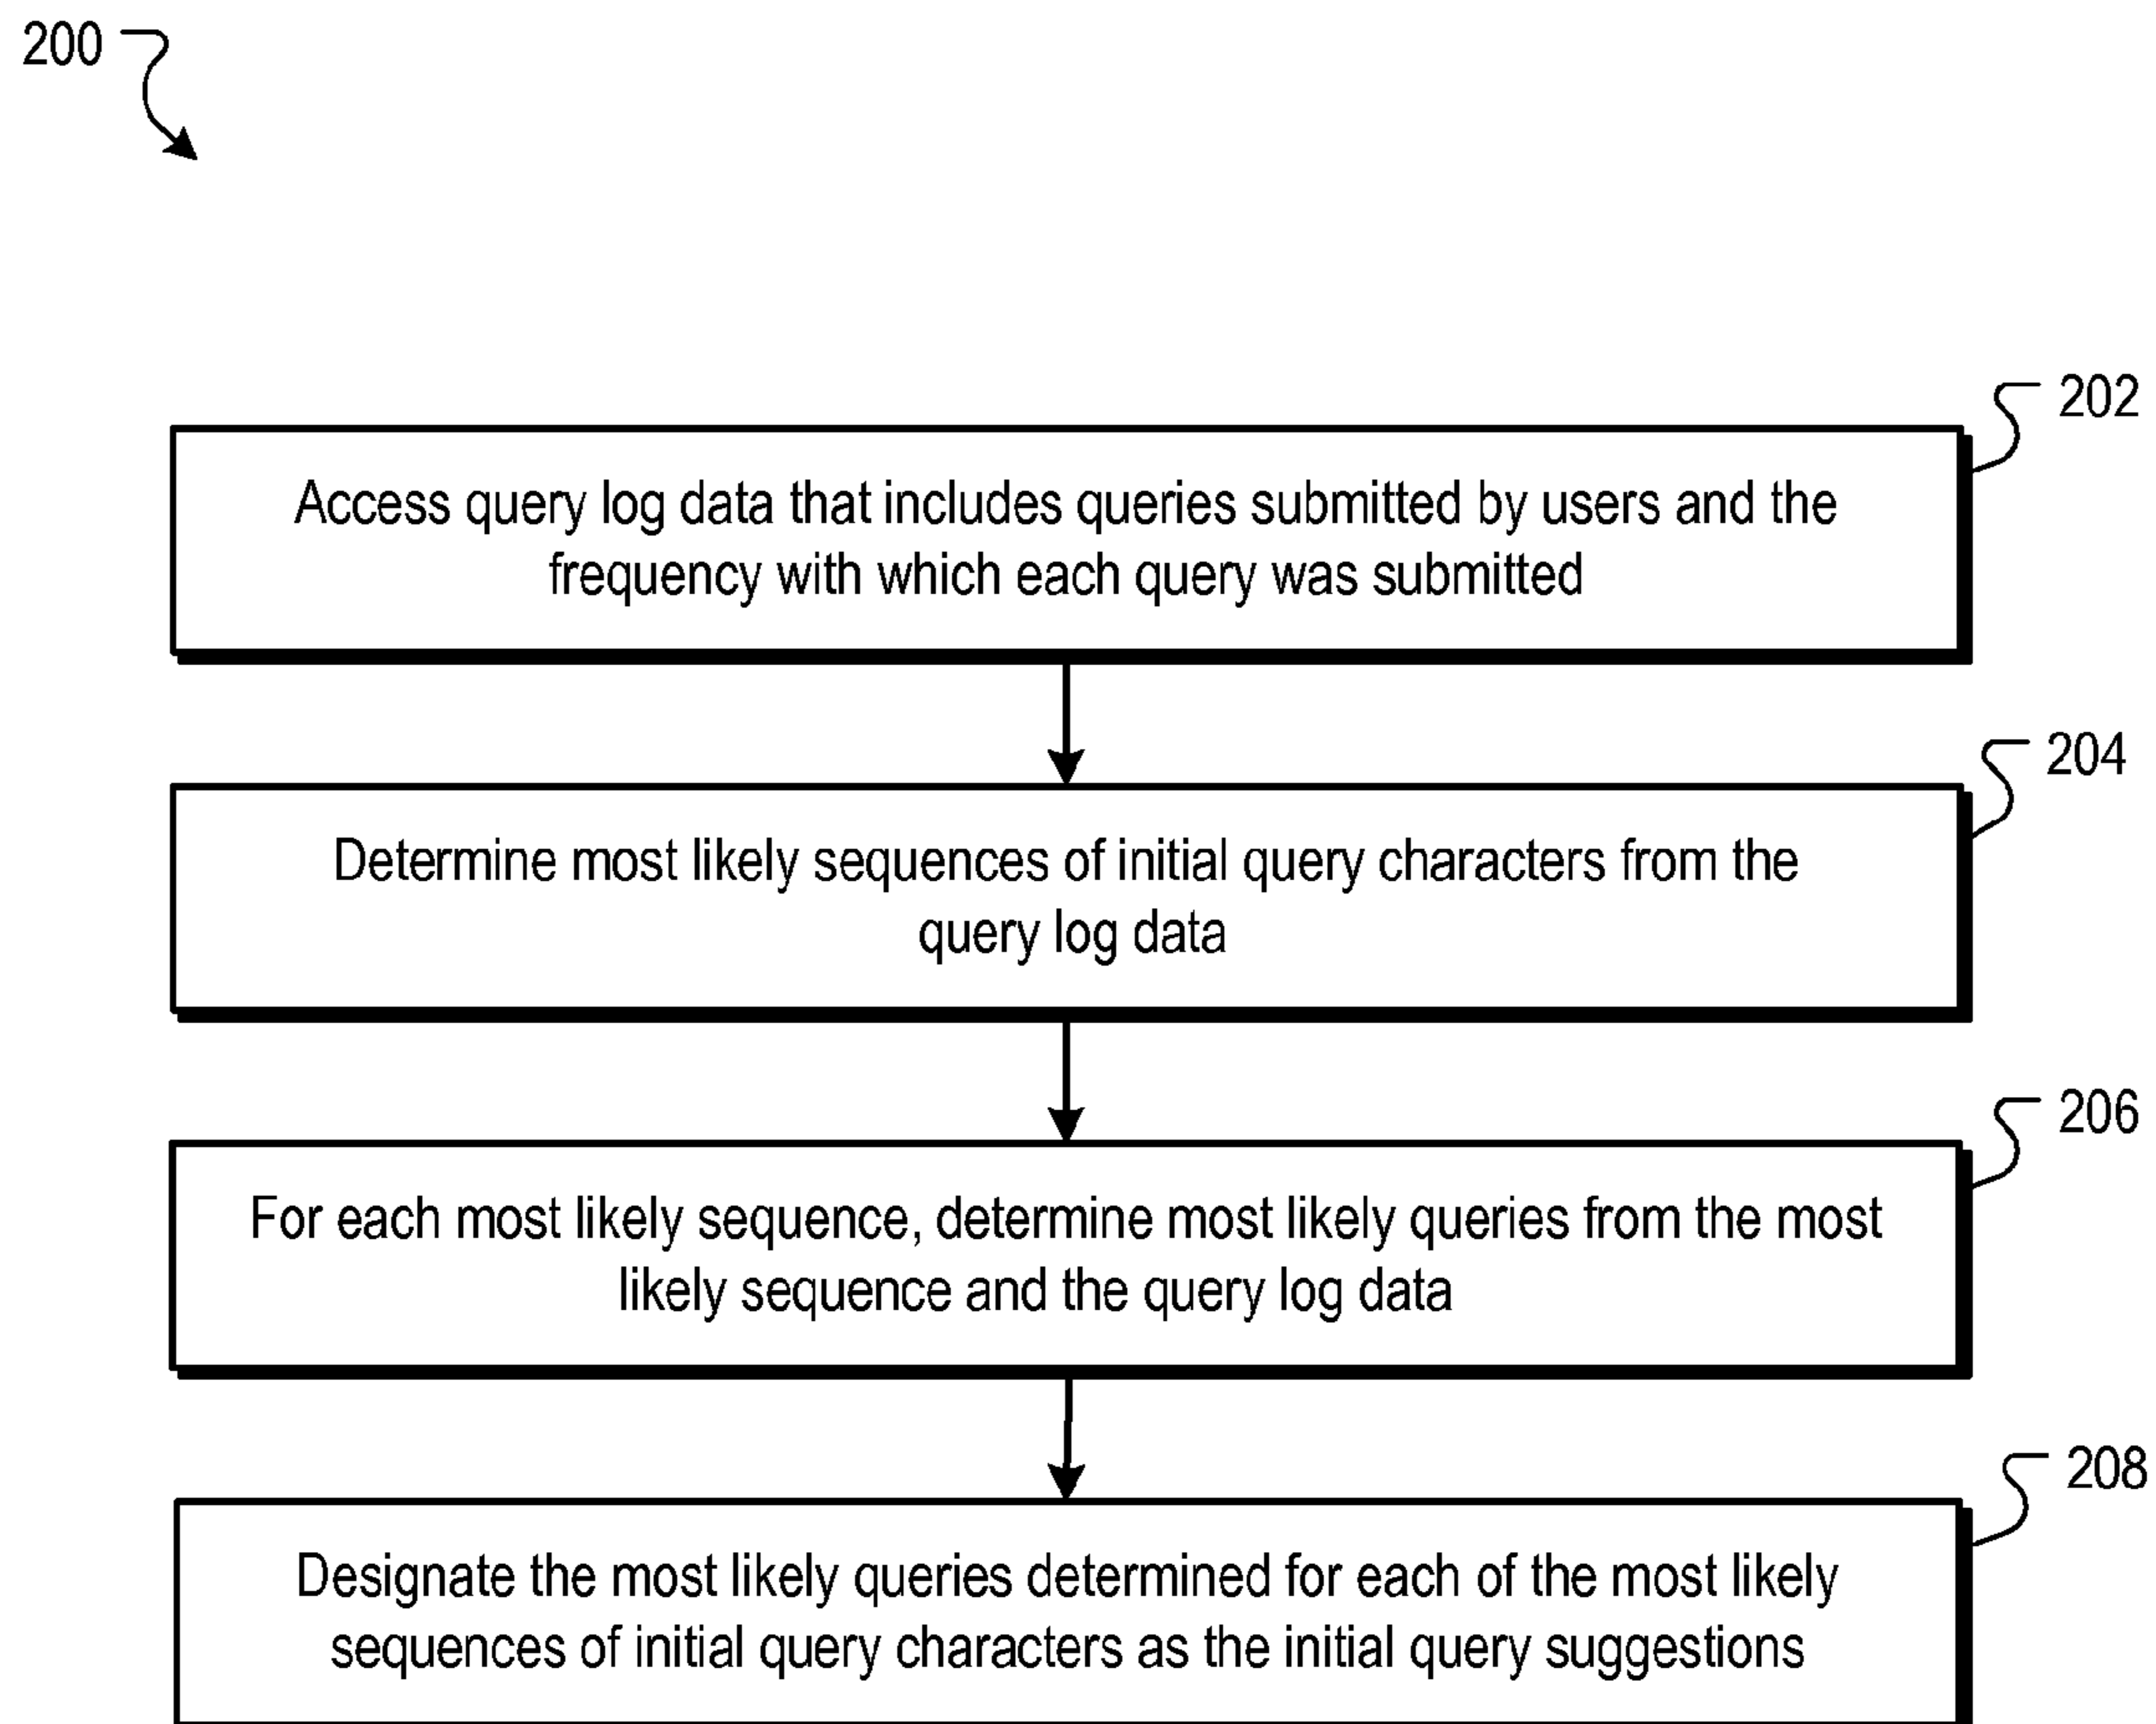 200
202
Access query log data that includes queries submitted by users and the
frequency with which each query was submitted
204
Determine most likely sequences of initial query characters from the
query log data
206
For each most likely sequence, determine most likely queries from the most
likely sequence and the query log data
208
Designate the most likely queries determined for each of the most likely
sequences of initial query characters as the initial query suggestions